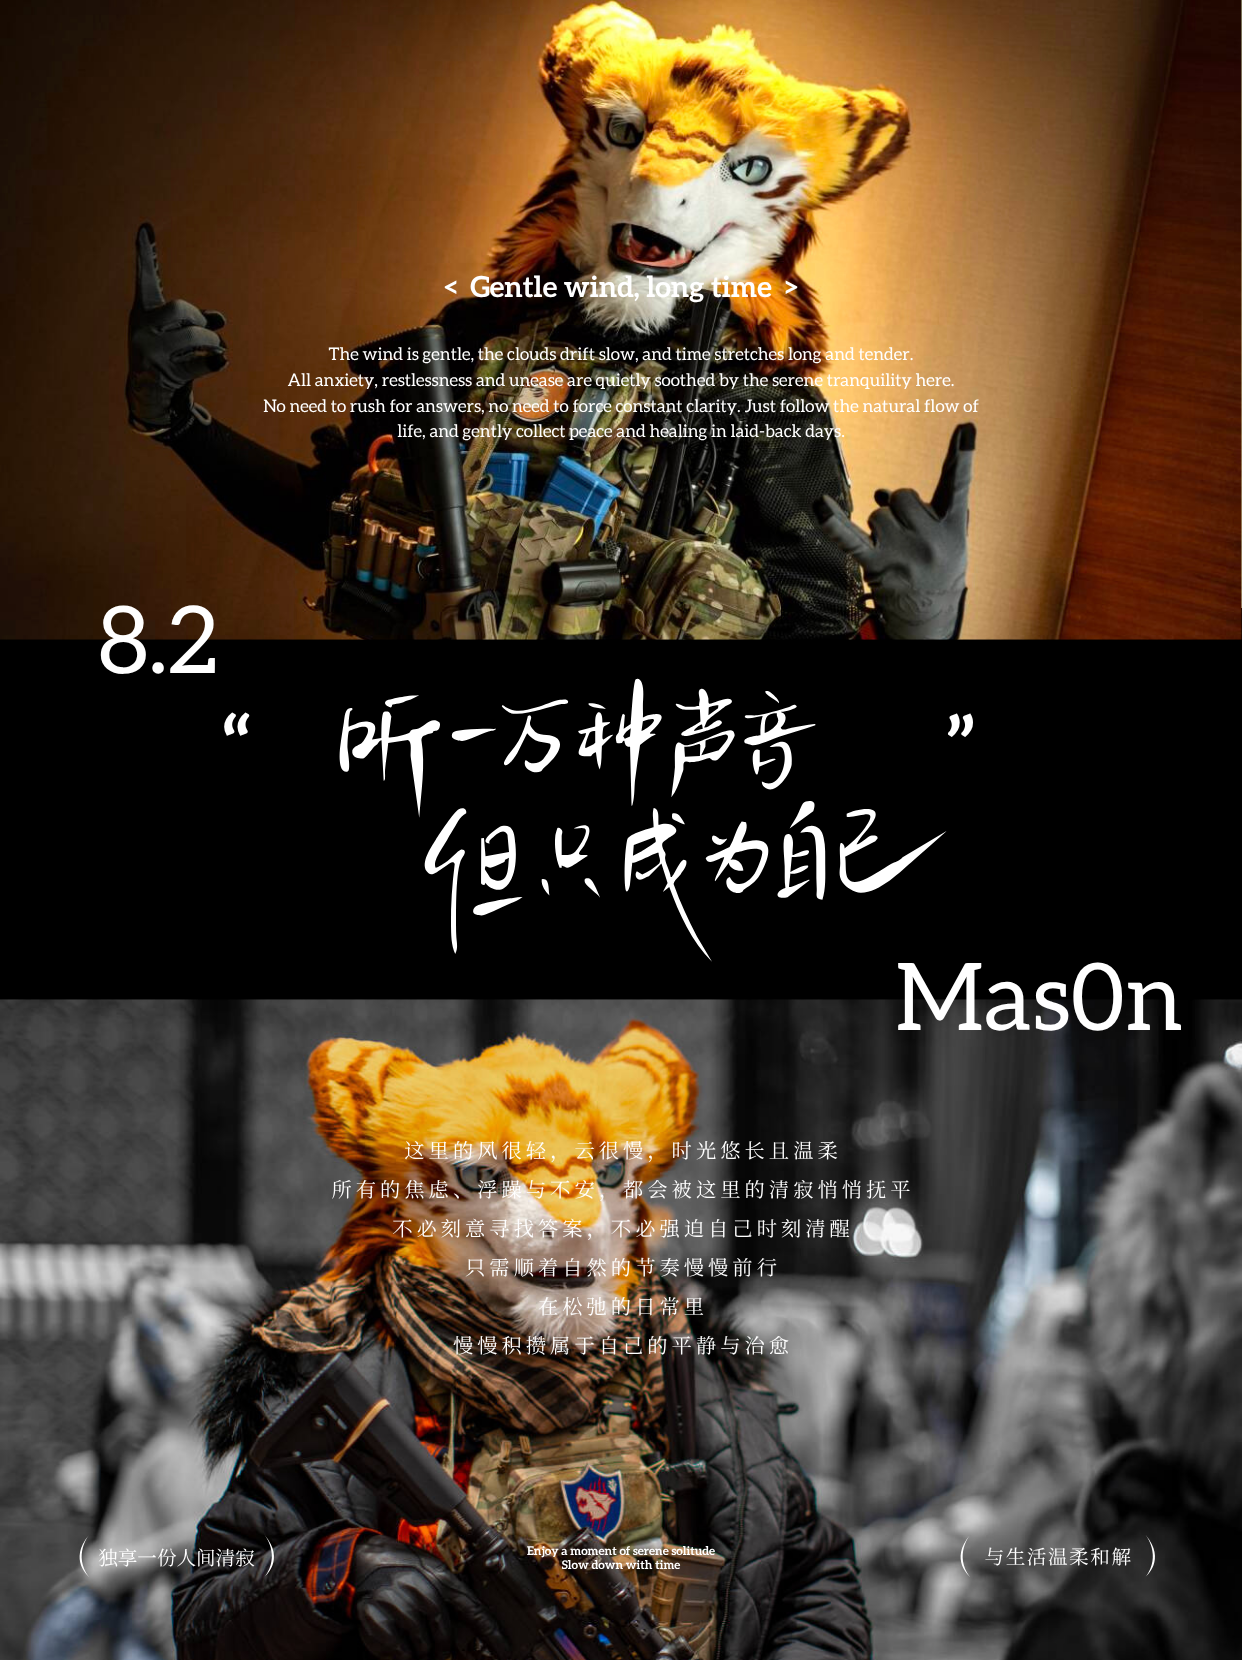 < Gentle wind, long time >
The wind is gentle, the clouds drift slow, and time stretches long and tender.
All anxiety, restlessness and unease are quietly soothed by the serene tranquility here.
No need to rush for answers, no need to force constant clarity. Just follow the natural flow of
life, and gently collect peace and healing in laid-back days.
8.2
“ 听一万种声音 ”
但只成为自己
Mas0n
这里的风很轻，云很慢，时光悠长且温柔
所有的焦虑、浮躁与不安，都会被这里的清寂悄悄抚平
不必刻意寻找答案，不必强迫自己时刻清醒
只需顺着自然的节奏慢慢前行
在松弛的日常里
慢慢积攒属于自己的平静与治愈
（独享一份人间清寂）
Enjoy a moment of serene solitude
Slow down with time
（与生活温柔和解）